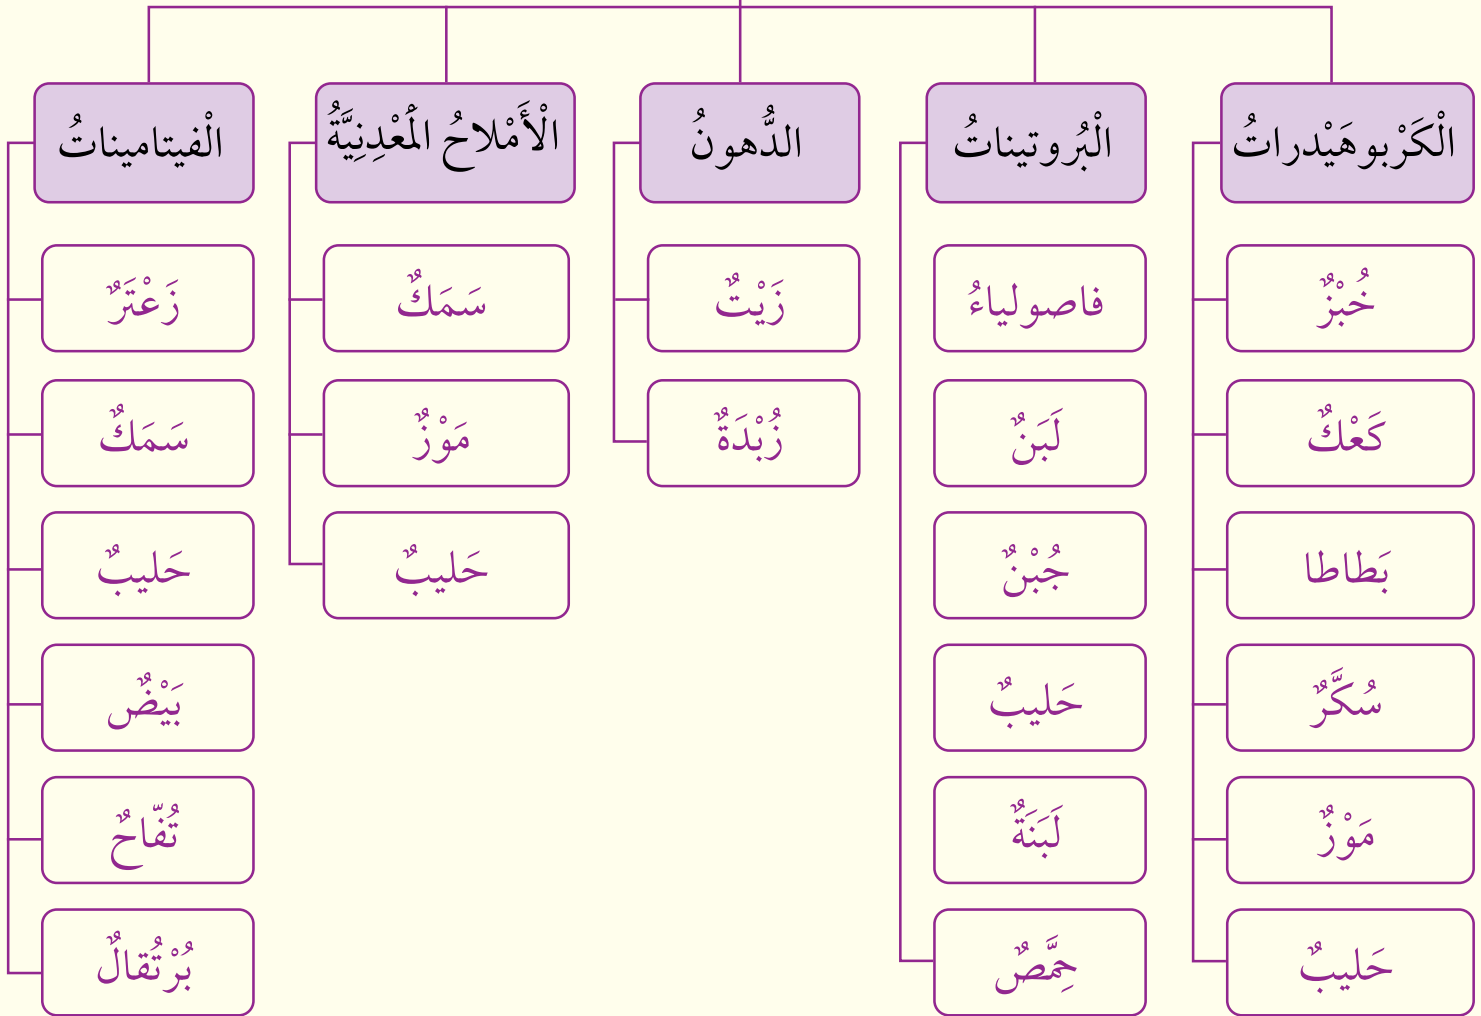 الْكَرْبوهَيْدراتُ
خُبْزٌ
كَعْكٌ
بَطاطا
سُكَّرٌ
مَوْزٌ
حَليبٌ
الْبُروتيناتُ
فاصولياءُ
لَبَنٌ
جُبْنٌ
حَليبٌ
لَبَنَةٌ
حِمَّصٌ
الدُّهونُ
زَيْتٌ
زُبْدَةٌ
الْأَمْلاحُ الْمَعْدِنِيَّةُ
سَمَكٌ
مَوْزٌ
حَليبٌ
الْفيتاميناتُ
زَعْتَرٌ
سَمَكٌ
حَليبٌ
بَيْضٌ
تُفّاحٌ
بُرْتُقالٌ